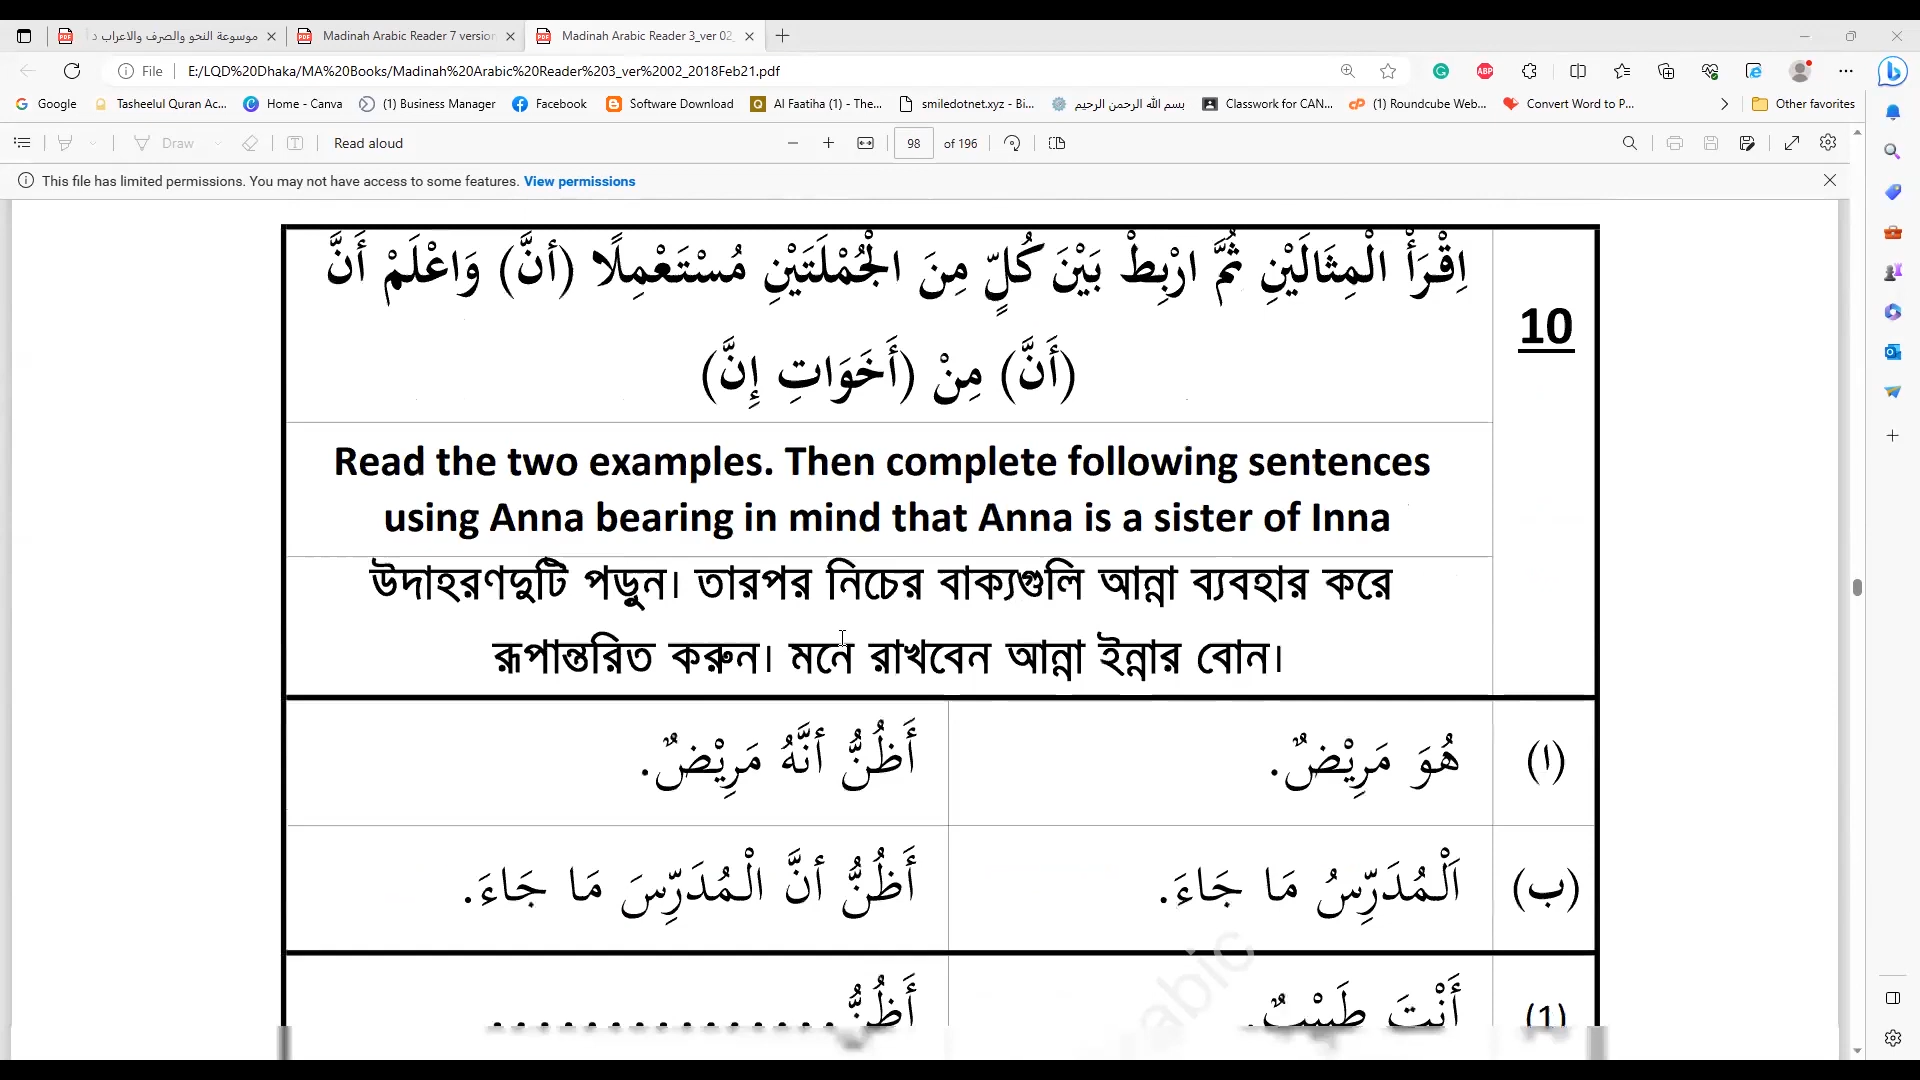 موسوعة النحو والصرف والاعراب د
Madinah Arabic Reader 7 version
Madinah Arabic Reader 3_ver 02_
File
E:/LQD%20Dhaka/MA%20Books/Madinah%20Arabic%20Reader%203_ver%2002_2018Feb21.pdf
ABP
Google
Tasheelul Quran Ac...
Home - Canva
(1) Business Manager
Facebook
Software Download
Al Faatiha (1) - The...
smiledotnet.xyz - Bi...
بسم الله الرحمن الرحيم
Classwork for CAN...
(1) Roundcube Web...
Convert Word to P...
Other favorites
Draw
Read aloud
98 of 196
This file has limited permissions. You may not have access to some features. View permissions
10
اِقْرَأْ الْمِثَالَيْنِ ثُمَّ ارْبِطْ بَيْنَ كُلٍّ مِنَ الْجُمْلَتَيْنِ مُسْتَعْمِلًا (أنَّ) وَاعْلَمْ أَنَّ
(أَنَّ) مِنْ (أَخَوَاتِ إِنَّ)
Read the two examples. Then complete following sentences
using Anna bearing in mind that Anna is a sister of Inna
উদাহরণদুটি পড়ুন। তারপর নিচের বাক্যগুলি আন্না ব্যবহার করে
রূপান্তরিত করুন। মনে রাখবেন আন্না ইন্নার বোন।
(ا) هُوَ مَرِيْضٌ. أَظُنُّ أنَّهُ مَرِيْضٌ.
(ب) اَلْمُدَرِّسُ مَا جَاءَ. أَظُنُّ أنَّ الْمُدَرِّسَ مَا جَاءَ.
(1) أَنْتَ طَبِيْبٌ. أَظُنُّ................